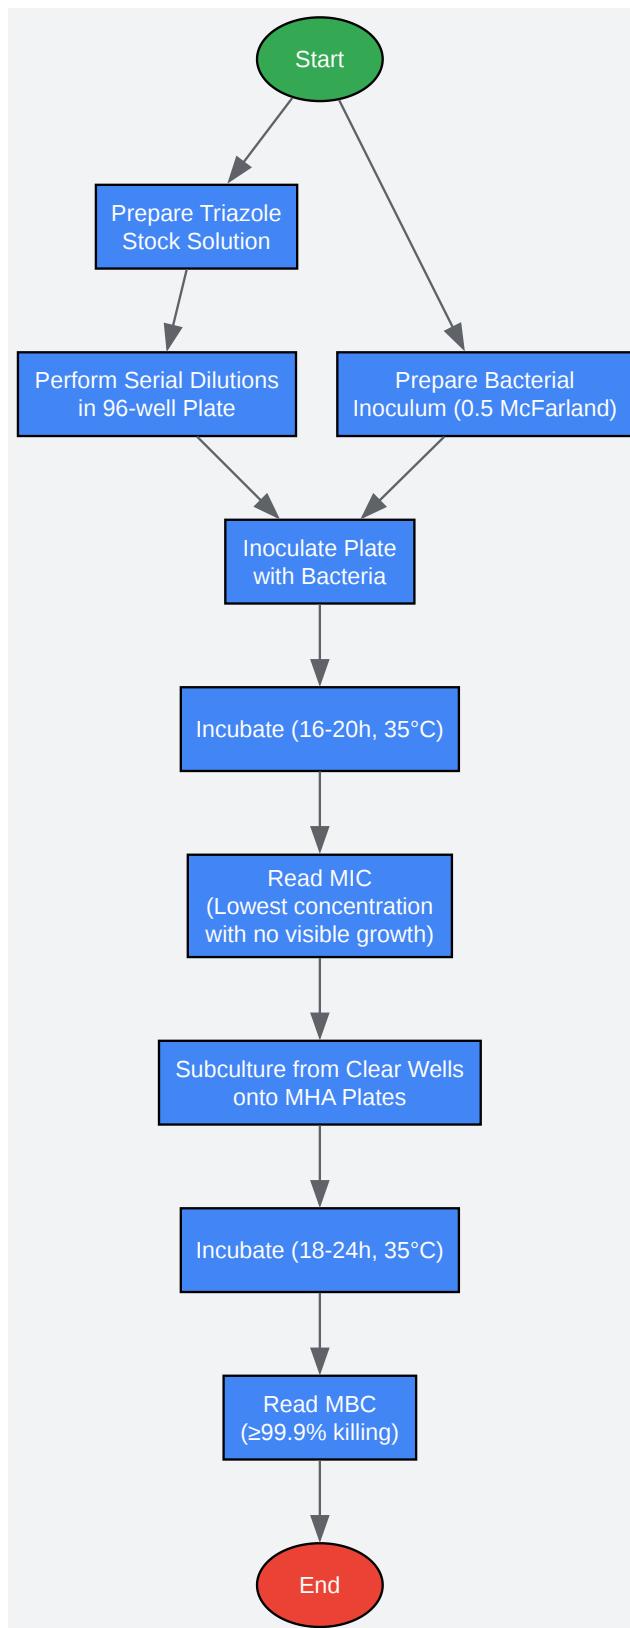 Start
Prepare Triazole
Stock Solution
Perform Serial Dilutions
in 96-well Plate
Prepare Bacterial
Inoculum (0.5 McFarland)
Inoculate Plate
with Bacteria
Incubate (16-20h, 35°C)
Read MIC
(Lowest concentration
with no visible growth)
Subculture from Clear Wells
onto MHA Plates
Incubate (18-24h, 35°C)
Read MBC
(≥99.9% killing)
End